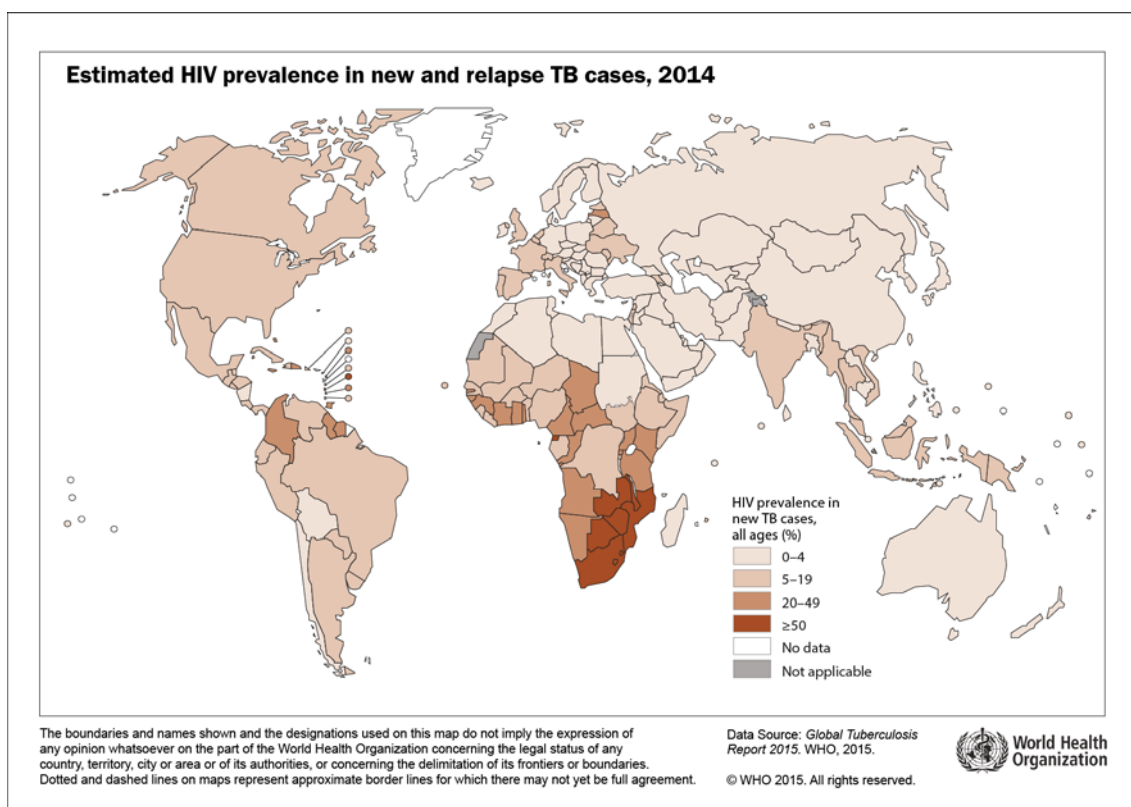 Estimated HIV prevalence in new and relapse TB cases, 2014
HIV prevalence in
new TB cases,
all ages (%)
0–4
5–19
20–49
≥50
No data
Not applicable
The boundaries and names shown and the designations used on this map do not imply the expression of
any opinion whatsoever on the part of the World Health Organization concerning the legal status of any
country, territory, city or area or of its authorities, or concerning the delimitation of its frontiers or boundaries.
Dotted and dashed lines on maps represent approximate border lines for which there may not yet be full agreement.
Data Source: Global Tuberculosis
Report 2015. WHO, 2015.
© WHO 2015. All rights reserved.
World Health
Organization